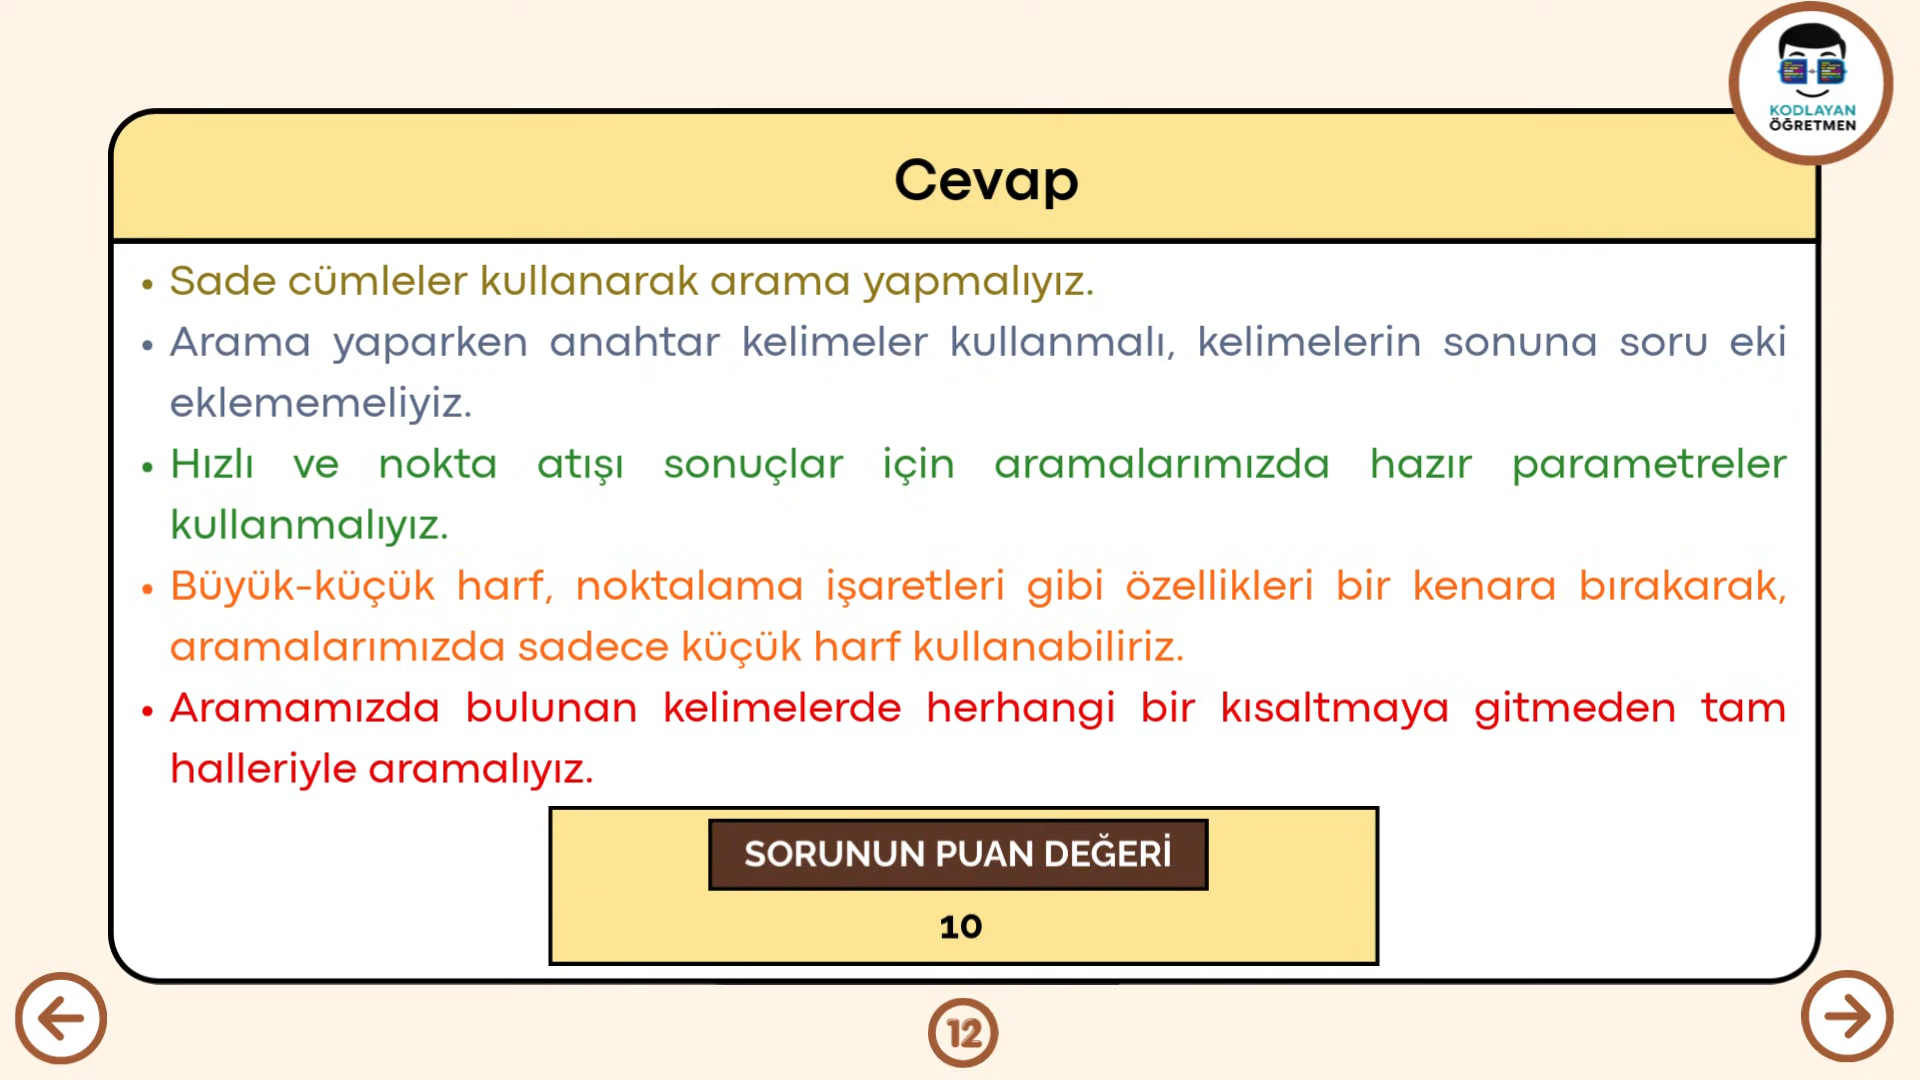 KODLAYAN
ÖĞRETMEN
Cevap
• Sade cümleler kullanarak arama yapmalıyız.
• Arama yaparken anahtar kelimeler kullanmalı, kelimelerin sonuna soru eki
eklememeliyiz.
• Hızlı ve nokta atışı sonuçlar için aramalarımızda hazır parametreler
kullanmalıyız.
• Büyük-küçük harf, noktalama işaretleri gibi özellikleri bir kenara bırakarak,
aramalarımızda sadece küçük harf kullanabiliriz.
• Aramamızda bulunan kelimelerde herhangi bir kısaltmaya gitmeden tam
halleriyle aramalıyız.
SORUNUN PUAN DEĞERİ
10
12